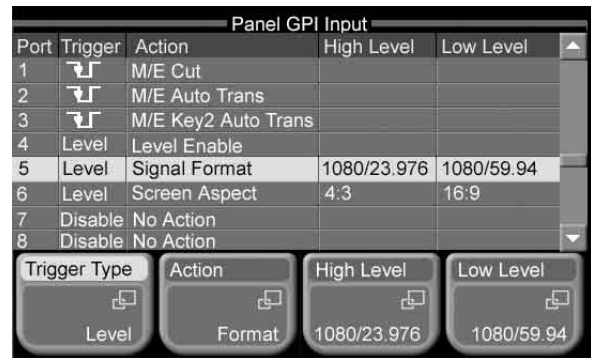 Panel GPI Input
Port Trigger Action High Level Low Level
1 M/E Cut
2 M/E Auto Trans
3 M/E Key2 Auto Trans
4 Level Level Enable
5 Level Signal Format 1080/23.976 1080/59.94
6 Level Screen Aspect 4:3 16:9
7 Disable No Action
8 Disable No Action
Trigger Type Action High Level Low Level
Level Format 1080/23.976 1080/59.94